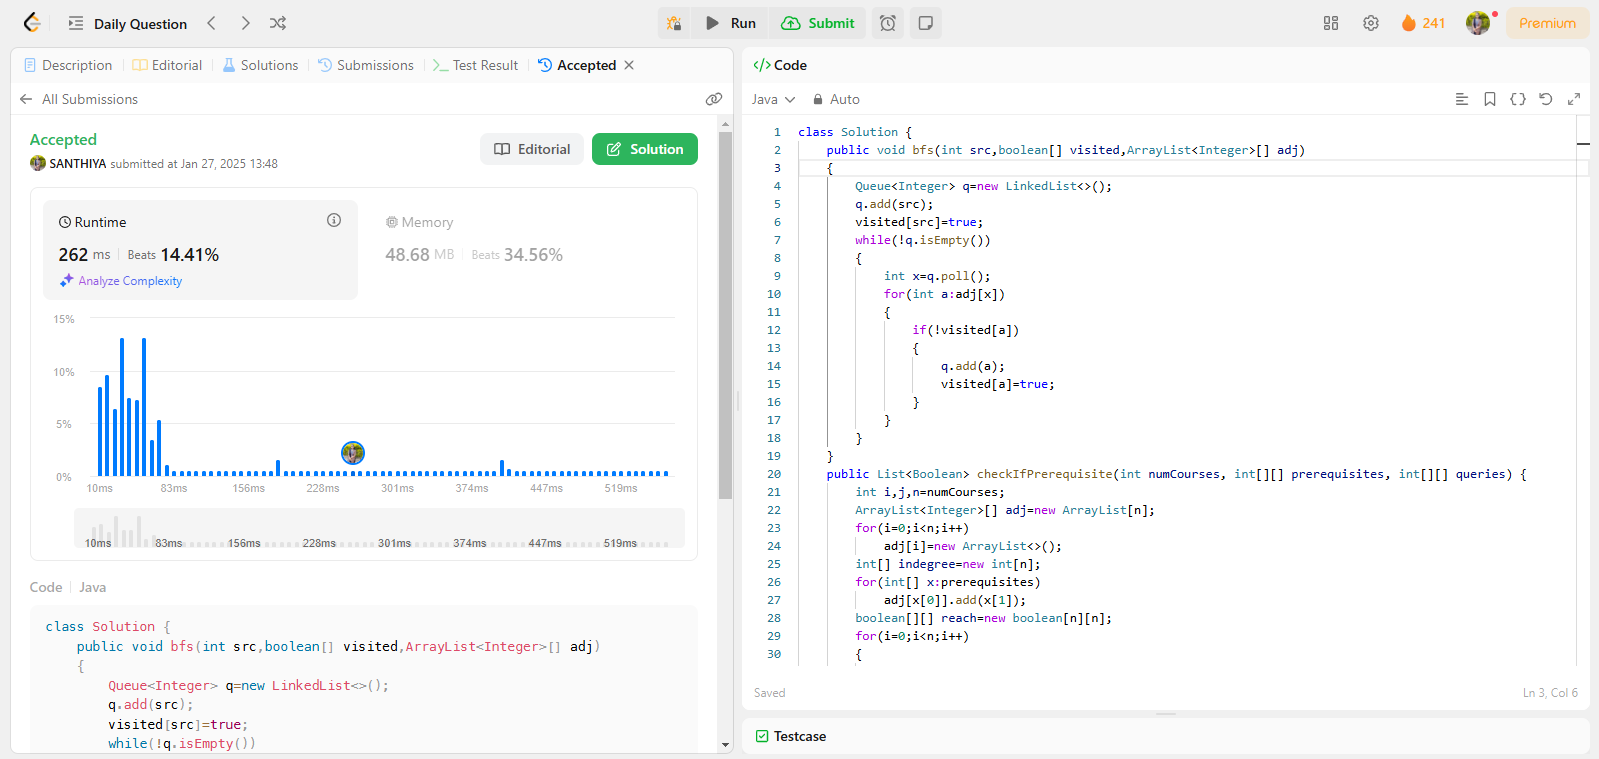 Daily Question
Run
Submit
241
Premium
Description
Editorial
Solutions
Submissions
Test Result
Accepted
All Submissions
Accepted
SANTHIYA submitted at Jan 27, 2025 13:48
Editorial
Solution
Runtime
262 ms Beats 14.41%
Analyze Complexity
Memory
48.68 MB Beats 34.56%
15%
10%
5%
0%
10ms 83ms 156ms 228ms 301ms 374ms 447ms 519ms
10ms 83ms 156ms 228ms 301ms 374ms 447ms 519ms
Code Java
class Solution {
public void bfs(int src,boolean[] visited,ArrayList<Integer>[] adj)
{
Queue<Integer> q=new LinkedList<>();
q.add(src);
visited[src]=true;
while(!q.isEmpty())
</> Code
Java Auto
1 class Solution {
2 public void bfs(int src,boolean[] visited,ArrayList<Integer>[] adj)
3 {
4 Queue<Integer> q=new LinkedList<>();
5 q.add(src);
6 visited[src]=true;
7 while(!q.isEmpty())
8 {
9 int x=q.poll();
10 for(int a:adj[x])
11 {
12 if(!visited[a])
13 {
14 q.add(a);
15 visited[a]=true;
16 }
17 }
18 }
19 }
20 public List<Boolean> checkIfPrerequisite(int numCourses, int[][] prerequisites, int[][] queries) {
21 int i,j,n=numCourses;
22 ArrayList<Integer>[] adj=new ArrayList[n];
23 for(i=0;i<n;i++)
24 adj[i]=new ArrayList<>();
25 int[] indegree=new int[n];
26 for(int[] x:prerequisites)
27 adj[x[0]].add(x[1]);
28 boolean[][] reach=new boolean[n][n];
29 for(i=0;i<n;i++)
30 {
Saved
Ln 3, Col 6
Testcase